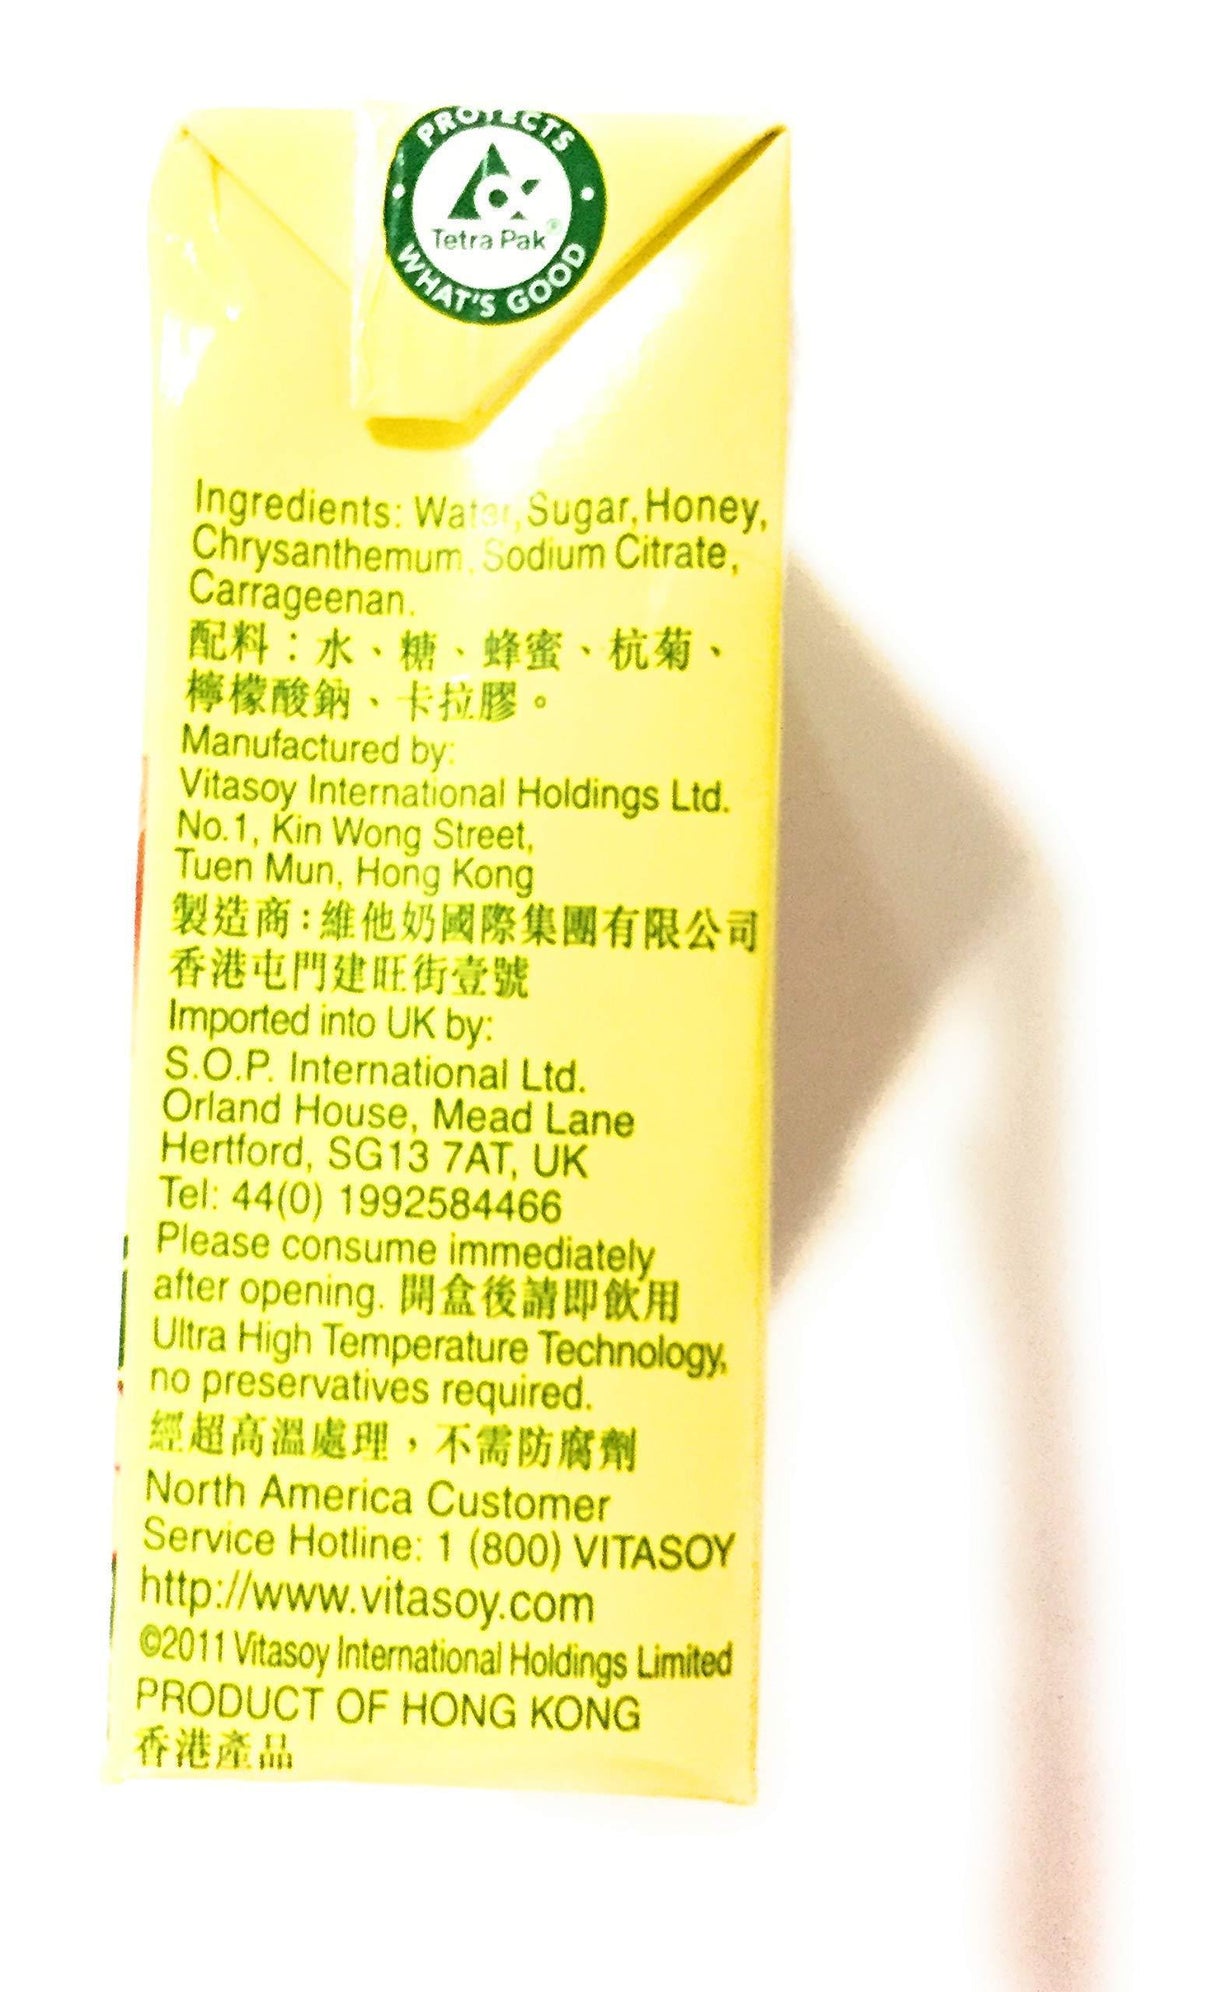 PROTECTS
Tetra Pak®
WHAT'S GOOD
Ingredients: Water, Sugar, Honey,
Chrysanthemum, Sodium Citrate,
Carrageenan.
配料：水、糖、蜂蜜、杭菊、
檸檬酸鈉、卡拉膠。
Manufactured by:
Vitasoy International Holdings Ltd.
No.1, Kin Wong Street,
Tuen Mun, Hong Kong
製造商：維他奶國際集團有限公司
香港屯門建旺街壹號
Imported into UK by:
S.O.P. International Ltd.
Orland House, Mead Lane
Hertford, SG13 7AT, UK
Tel: 44(0) 1992584466
Please consume immediately
after opening. 開盒後請即飲用
Ultra High Temperature Technology,
no preservatives required.
經超高溫處理，不需防腐劑
North America Customer
Service Hotline: 1 (800) VITASOY
http://www.vitasoy.com
©2011 Vitasoy International Holdings Limited
PRODUCT OF HONG KONG
香港產品